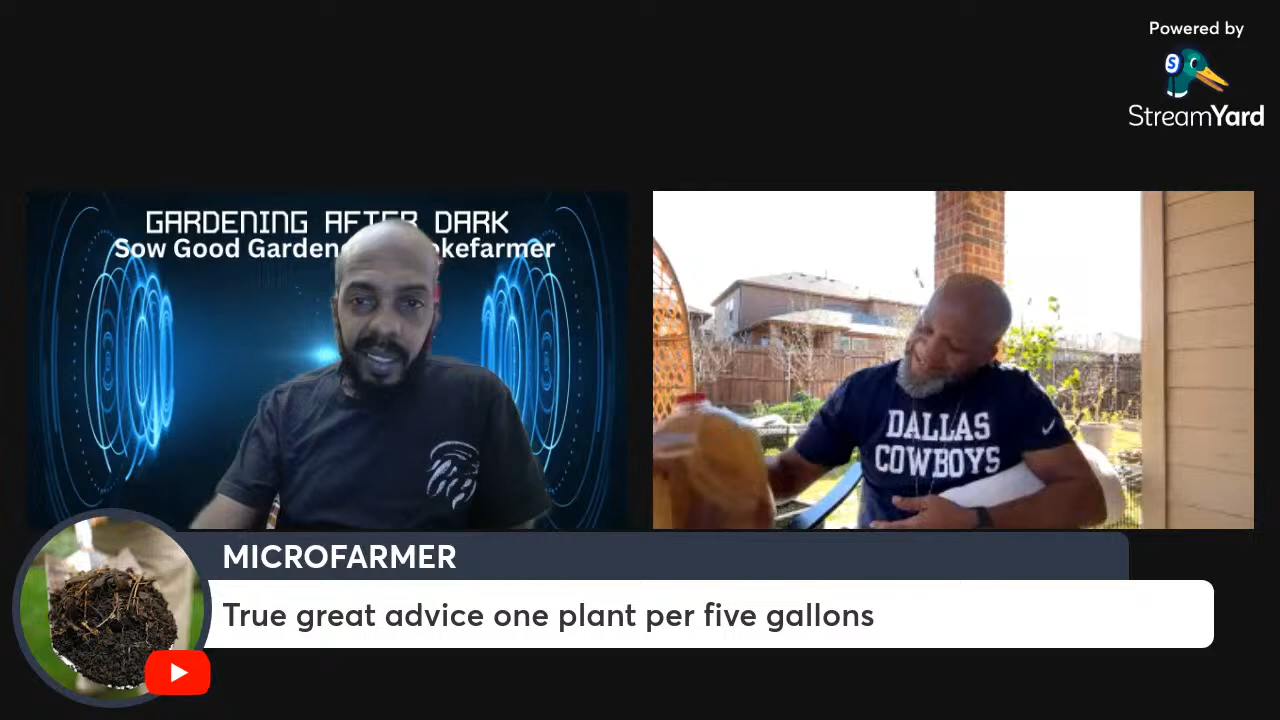 Powered by
S
StreamYard
GARDENING AFTER DARK
Sow Good Garden okefarmer
DALLAS
COWBOYS
MICROFARMER
True great advice one plant per five gallons